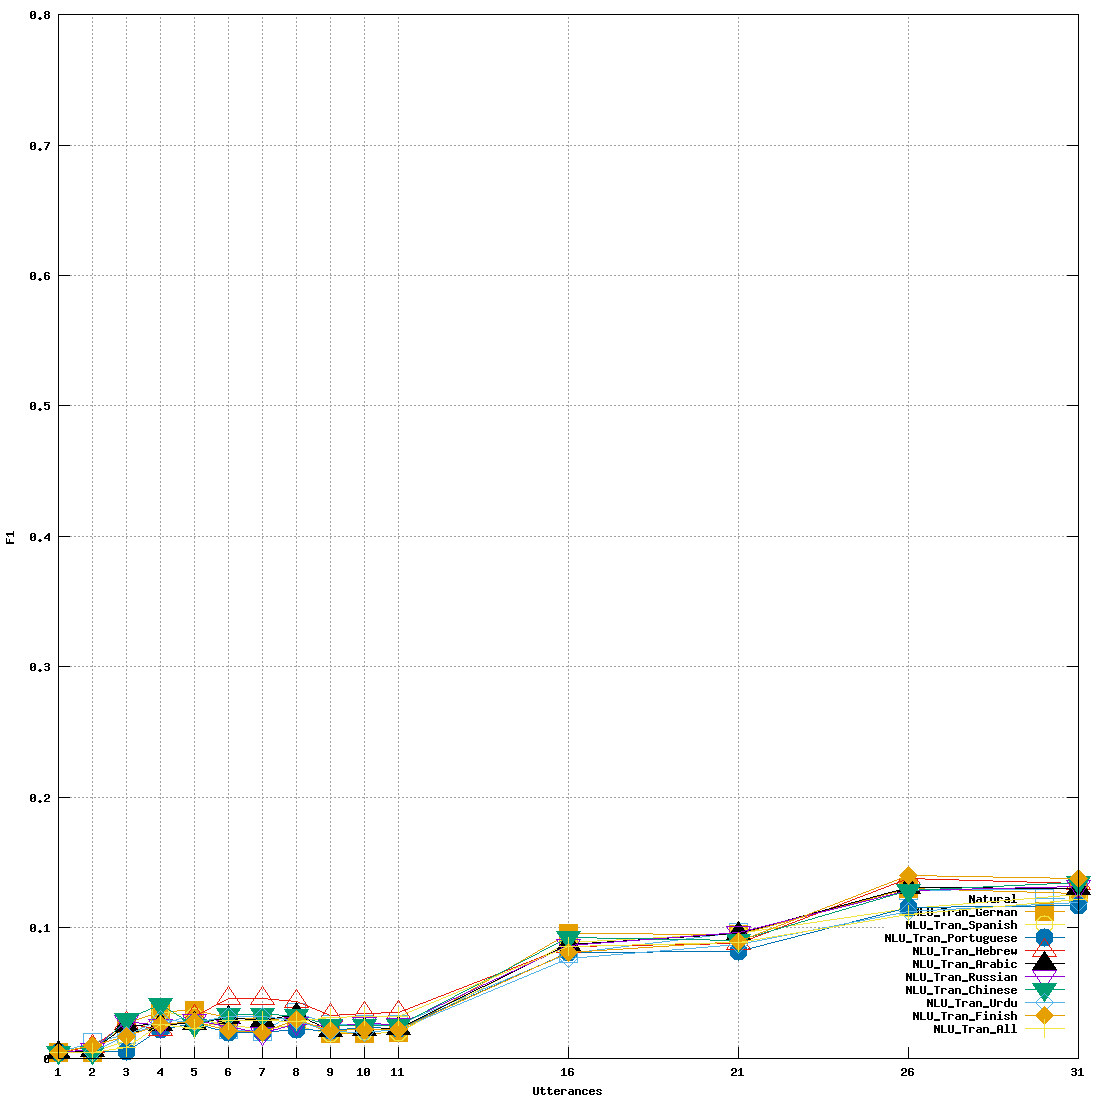 0.8
0.7
0.6
0.5
0.4
0.3
0.2
0.1
0
F1
Natural
NLU_Tran_German
NLU_Tran_Spanish
NLU_Tran_Portuguese
NLU_Tran_Hebrew
NLU_Tran_Arabic
NLU_Tran_Russian
NLU_Tran_Chinese
NLU_Tran_Urdu
NLU_Tran_Finish
NLU_Tran_All
1 2 3 4 5 6 7 8 9 10 11 16 21 26 31
Utterances